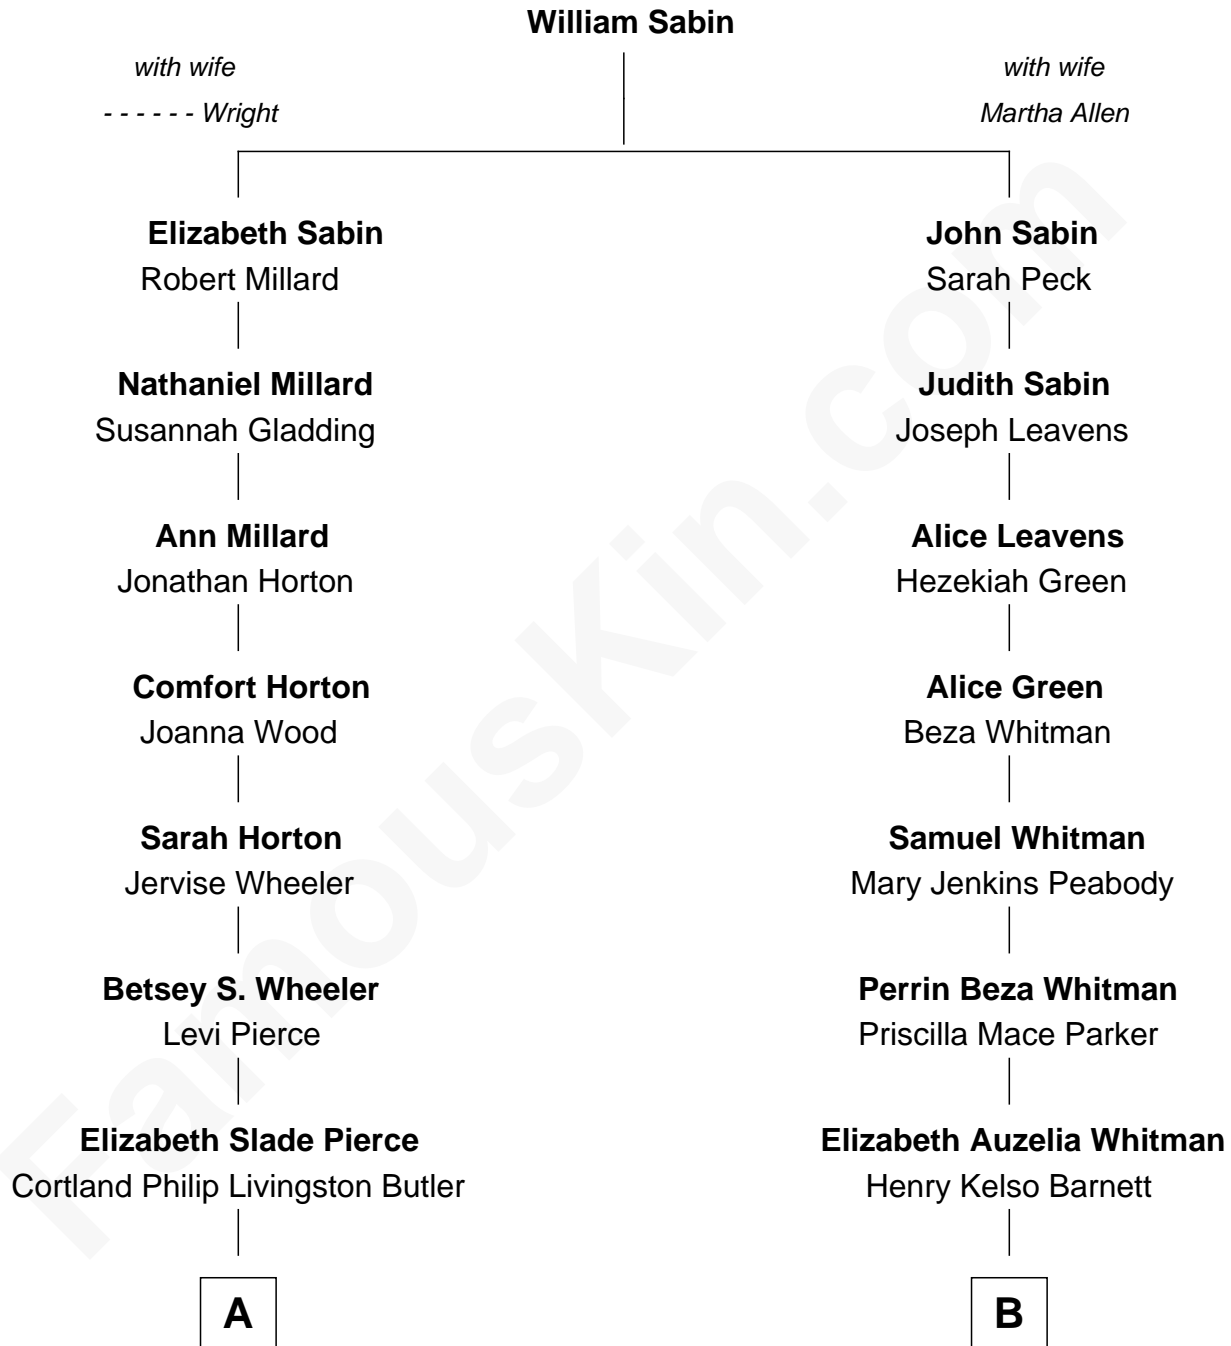 William Sabin
with wife
- - - - - - Wright
with wife
Martha Allen
Elizabeth Sabin
Robert Millard
John Sabin
Sarah Peck
Nathaniel Millard
Susannah Gladding
Judith Sabin
Joseph Leavens
Ann Millard
Jonathan Horton
Alice Leavens
Hezekiah Green
Comfort Horton
Joanna Wood
Alice Green
Beza Whitman
Sarah Horton
Jervise Wheeler
Samuel Whitman
Mary Jenkins Peabody
Betsey S. Wheeler
Levi Pierce
Perrin Beza Whitman
Priscilla Mace Parker
Elizabeth Slade Pierce
Cortland Philip Livingston Butler
Elizabeth Auzelia Whitman
Henry Kelso Barnett
A
B
FamousKin.com